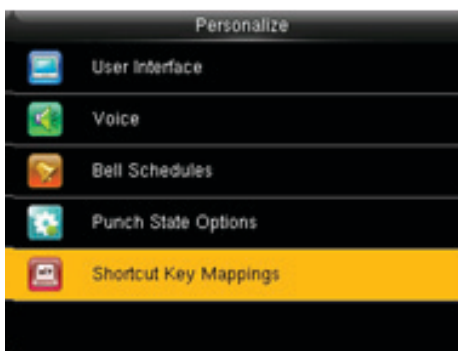 Personalize
User Interface
Voice
Bell Schedules
Punch State Options
Shortcut Key Mappings